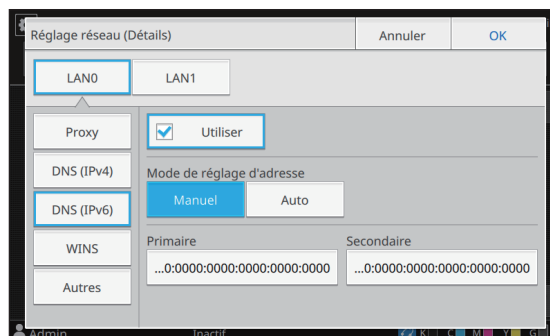 Réglage réseau (Détails) Annuler OK
LAN0 LAN1
Proxy Utiliser
DNS (IPv4) Mode de réglage d'adresse
DNS (IPv6) Manuel Auto
WINS Primaire Secondaire
...0:0000:0000:0000:0000:0000 ...0:0000:0000:0000:0000:0000
Autres
Admin Inactif K C M Y G